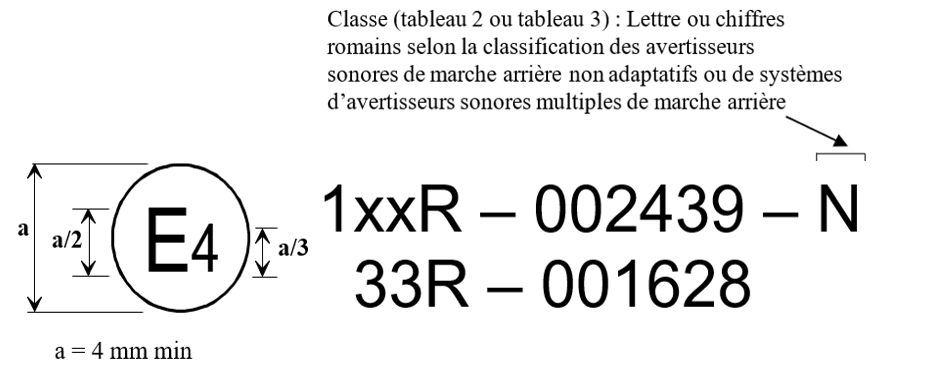 Classe (tableau 2 ou tableau 3) : Lettre ou chiffres
romains selon la classification des avertisseurs
sonores de marche arrière non adaptatifs ou de systèmes
d’avertisseurs sonores multiples de marche arrière
a
a/2
E4
a/3
1xxR – 002439 – N
33R – 001628
a = 4 mm min